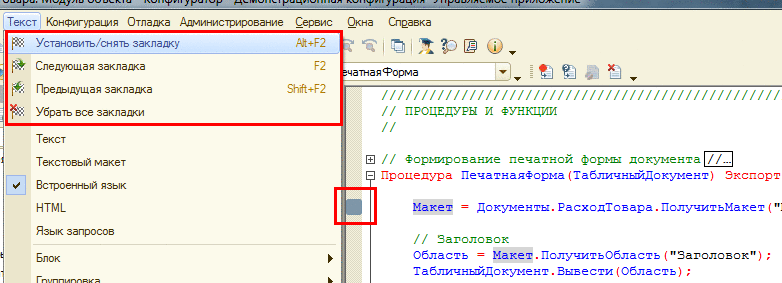 овара: Модуль объекта - Конфигуратор - Демонстрационная конфигурация "Управляемое приложение"
Текст Конфигурация Отладка Администрирование Сервис Окна Справка
Установить/снять закладку Alt+F2
Следующая закладка F2
Предыдущая закладка Shift+F2
Убрать все закладки
Текст
Текстовый макет
Встроенный язык
HTML
Язык запросов
Блок
Группировка
ечатнаяФорма
////////////////////////////////////////////////////
// ПРОЦЕДУРЫ И ФУНКЦИИ
//
// Формирование печатной формы документа //...
Процедура ПечатнаяФорма(ТабличныйДокумент) Экспорт
Макет = Документы.РасходТовара.ПолучитьМакет("
// Заголовок
Область = Макет.ПолучитьОбласть("Заголовок");
ТабличныйДокумент.Вывести(Область);